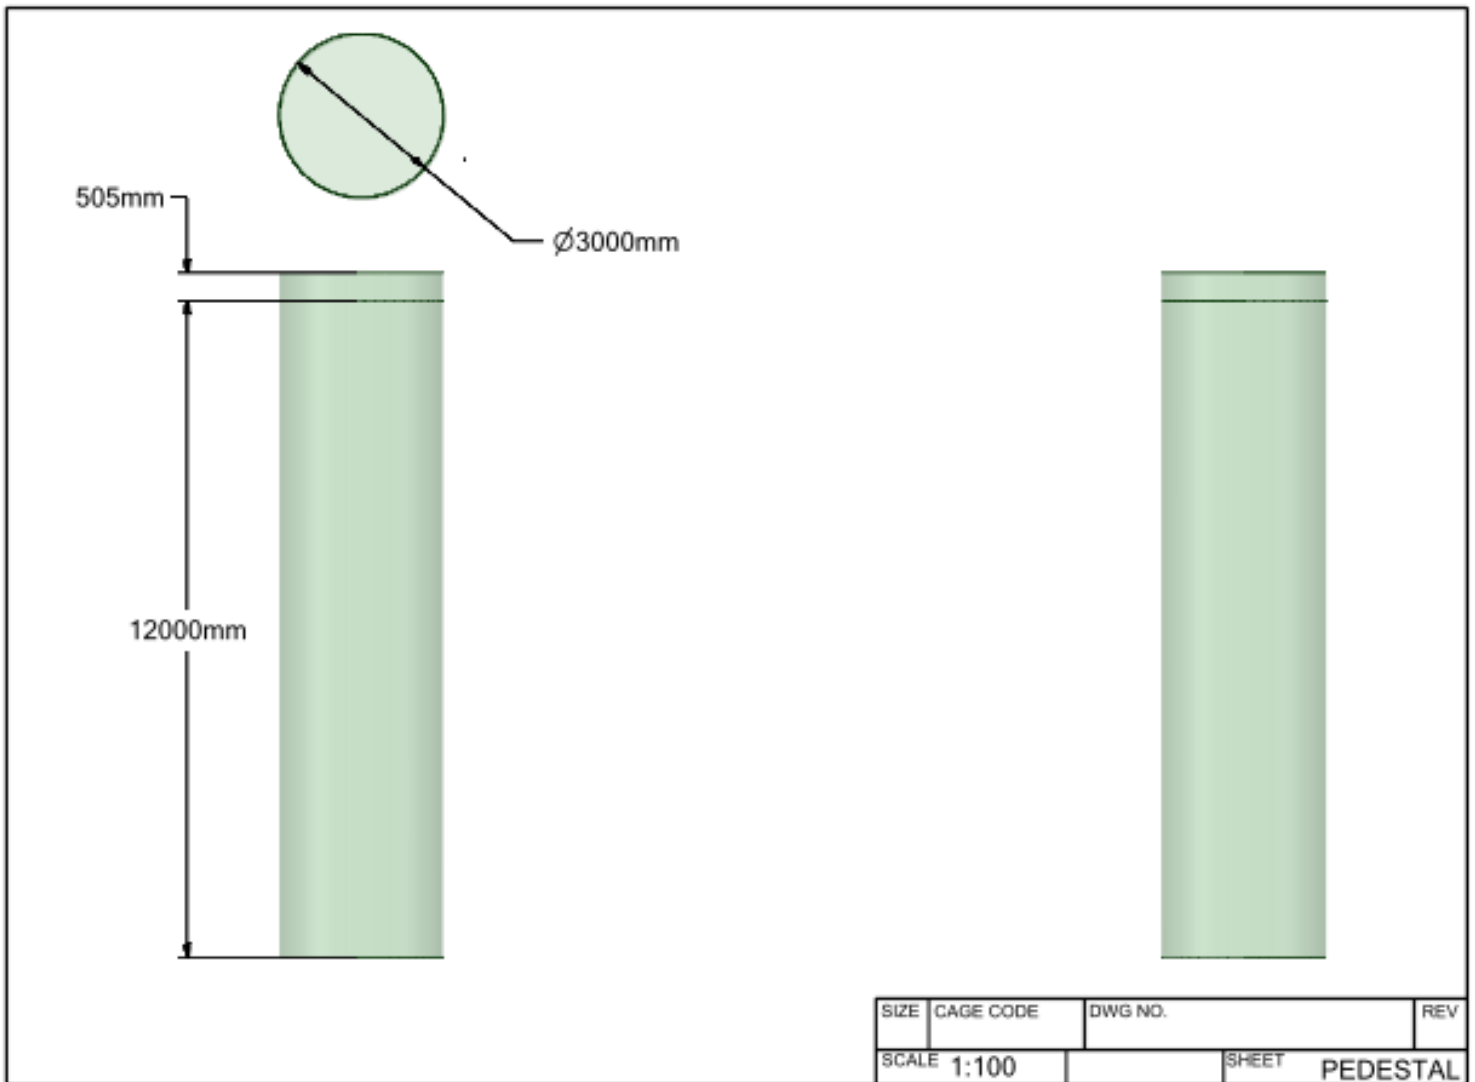 505mm
Ø3000mm
12000mm
SIZE CAGE CODE DWG NO. REV
SCALE 1:100 SHEET PEDESTAL